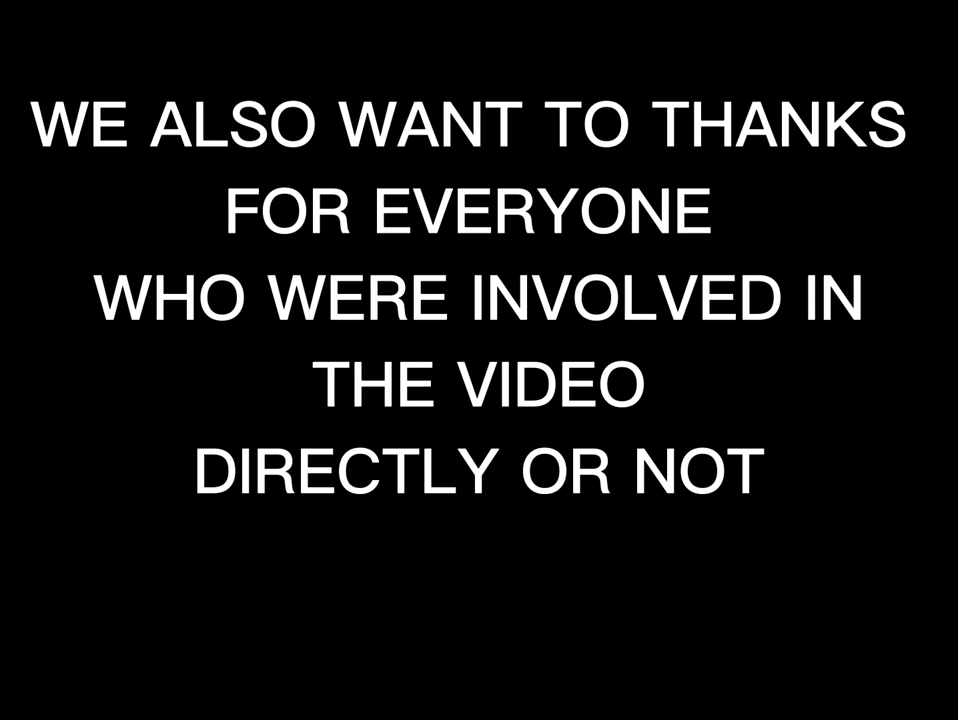 WE ALSO WANT TO THANKS
FOR EVERYONE
WHO WERE INVOLVED IN
THE VIDEO
DIRECTLY OR NOT